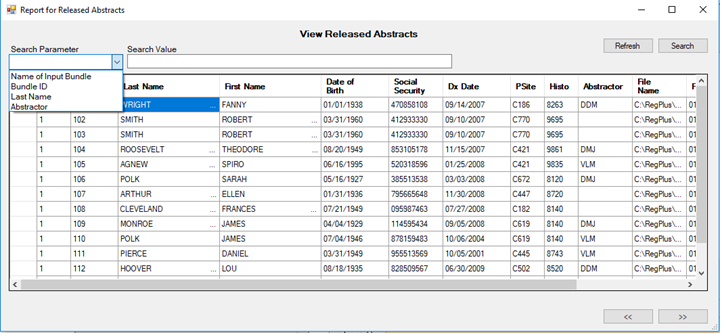 Report for Released Abstracts
View Released Abstracts
Search Parameter Search Value Refresh Search
Name of Input Bundle
Bundle ID
Last Name
Abstractor
Last Name First Name Date of Birth Social Security Dx Date PSite Histo Abstractor File Name F
WRIGHT ... FANNY 01/01/1938 470858108 09/14/2007 C186 8263 DDM C:\RegPlus\... 01
1 102 SMITH ROBERT ... 03/31/1960 412933330 09/10/2007 C770 9695 C:\RegPlus\... 01
1 103 SMITH ROBERT ... 03/31/1960 412933330 09/10/2007 C770 9695 C:\RegPlus\... 01
1 104 ROOSEVELT ... THEODORE ... 08/20/1949 853105178 11/15/2007 C421 9861 DMJ C:\RegPlus\... 01
1 105 AGNEW ... SPIRO 06/16/1995 520318596 01/25/2008 C421 9835 VLM C:\RegPlus\... 01
1 106 POLK SARAH 05/16/1927 385513538 03/03/2008 C672 8120 DMJ C:\RegPlus\... 01
1 107 ARTHUR ... ELLEN 01/31/1936 795665648 11/30/2008 C447 8720 C:\RegPlus\... 01
1 108 CLEVELAND ... FRANCES ... 07/21/1949 095987463 07/27/2008 C182 8140 C:\RegPlus\... 01
1 109 MONROE ... JAMES 04/04/1929 114595434 09/05/2008 C619 8140 DMJ C:\RegPlus\... 01
1 110 POLK JAMES 07/04/1946 878159483 10/06/2004 C619 8140 VLM C:\RegPlus\... 01
1 111 PIERCE ... DANIEL 03/31/1949 955513569 10/05/2001 C445 8743 VLM C:\RegPlus\... 01
1 112 HOOVER ... LOU 08/18/1935 828509567 06/30/2009 C502 8520 DDM C:\RegPlus\... 01
<< >>